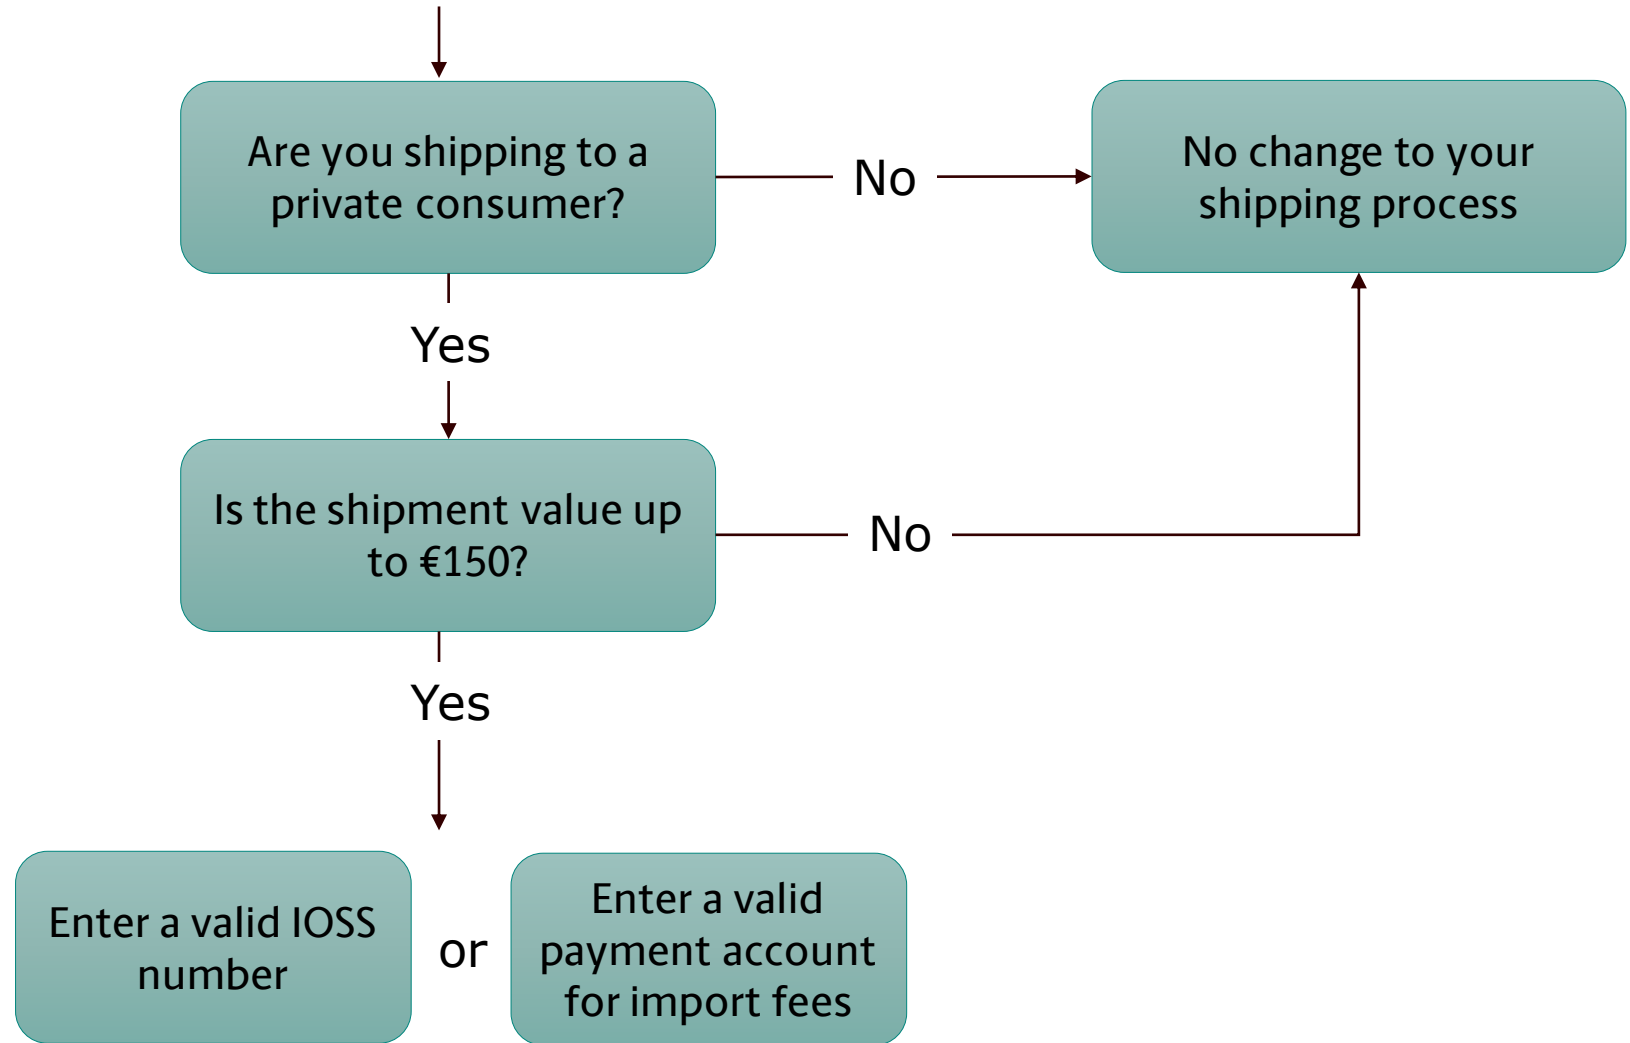 Are you shipping to a
private consumer?
No
No change to your
shipping process
Yes
Is the shipment value up
to €150?
No
Yes
Enter a valid IOSS
number
or
Enter a valid
payment account
for import fees